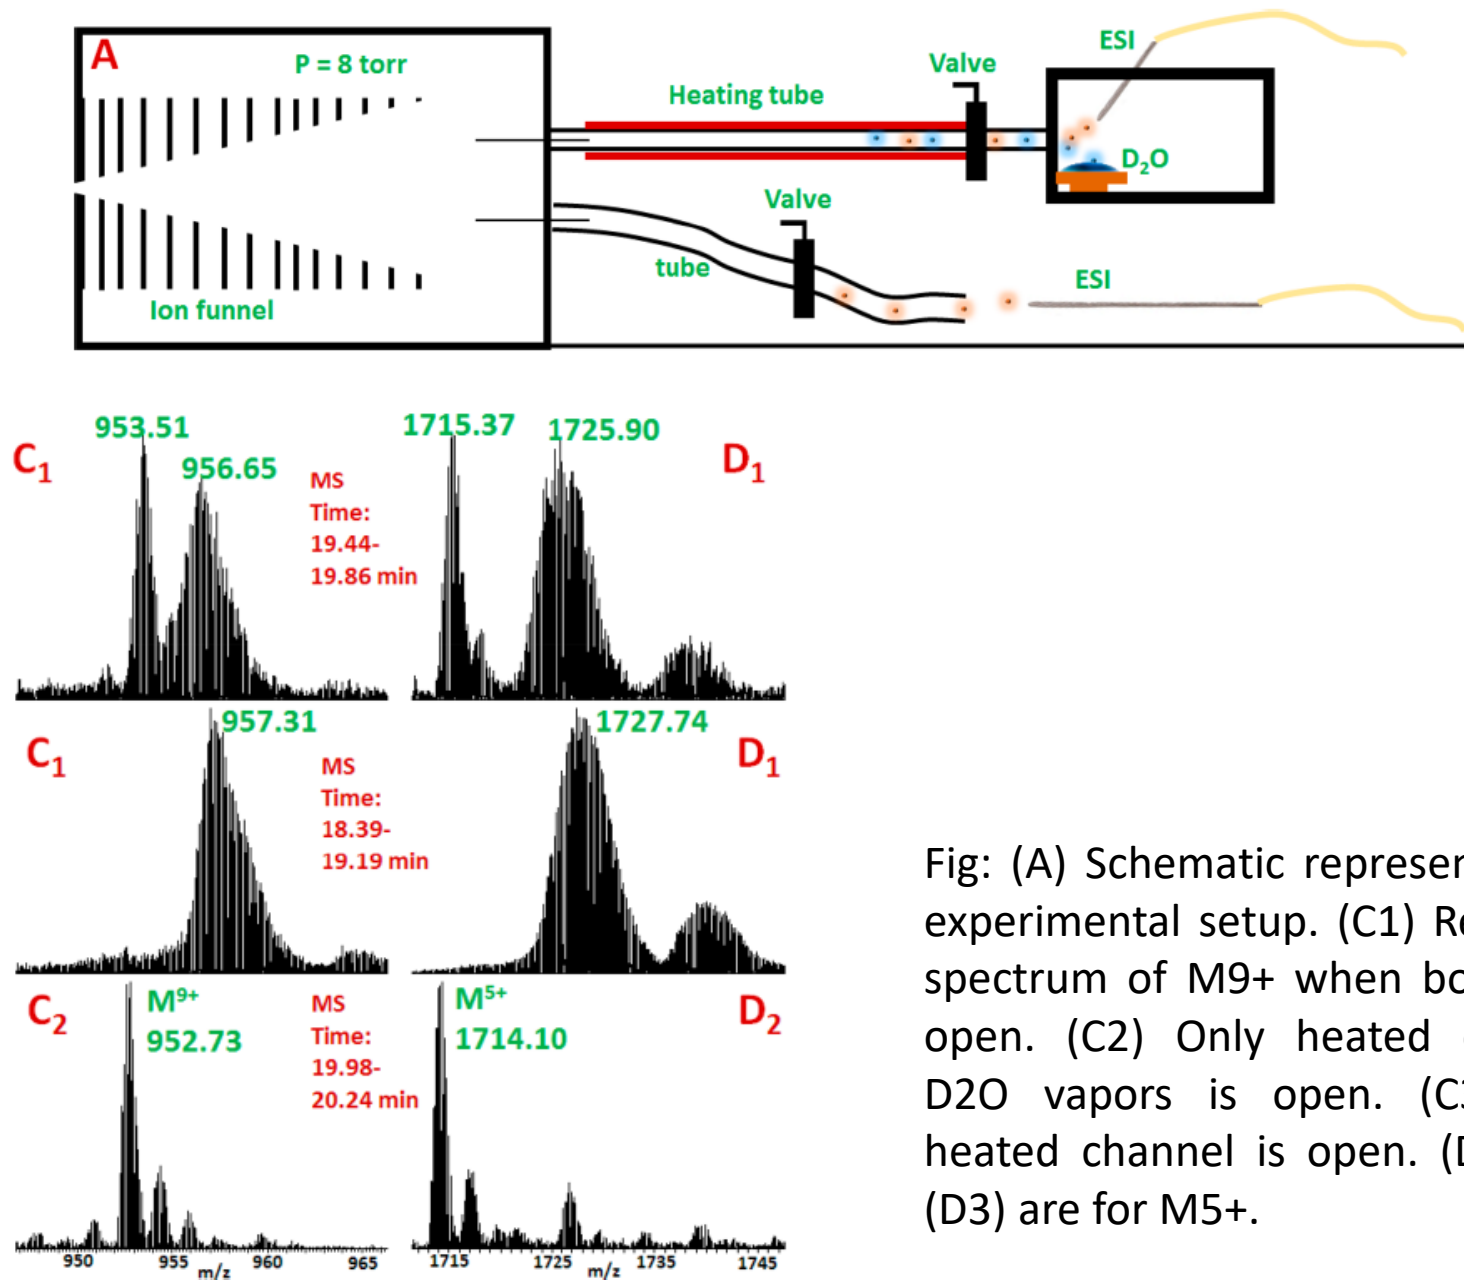 A
P = 8 torr
Ion funnel
Heating tube
Valve
ESI
D₂O
Valve
tube
ESI
C₁
953.51
956.65
MS
Time:
19.44-
19.86 min
1715.37
1725.90
D₁
C₁
957.31
MS
Time:
18.39-
19.19 min
1727.74
D₁
C₂
M⁹⁺
952.73
MS
Time:
19.98-
20.24 min
M⁵⁺
1714.10
D₂
950 955 960 965
m/z
1715 1725 1735 1745
m/z
Fig: (A) Schematic represen
experimental setup. (C1) Re
spectrum of M9+ when bo
open. (C2) Only heated
D2O vapors is open. (C3
heated channel is open. (D
(D3) are for M5+.